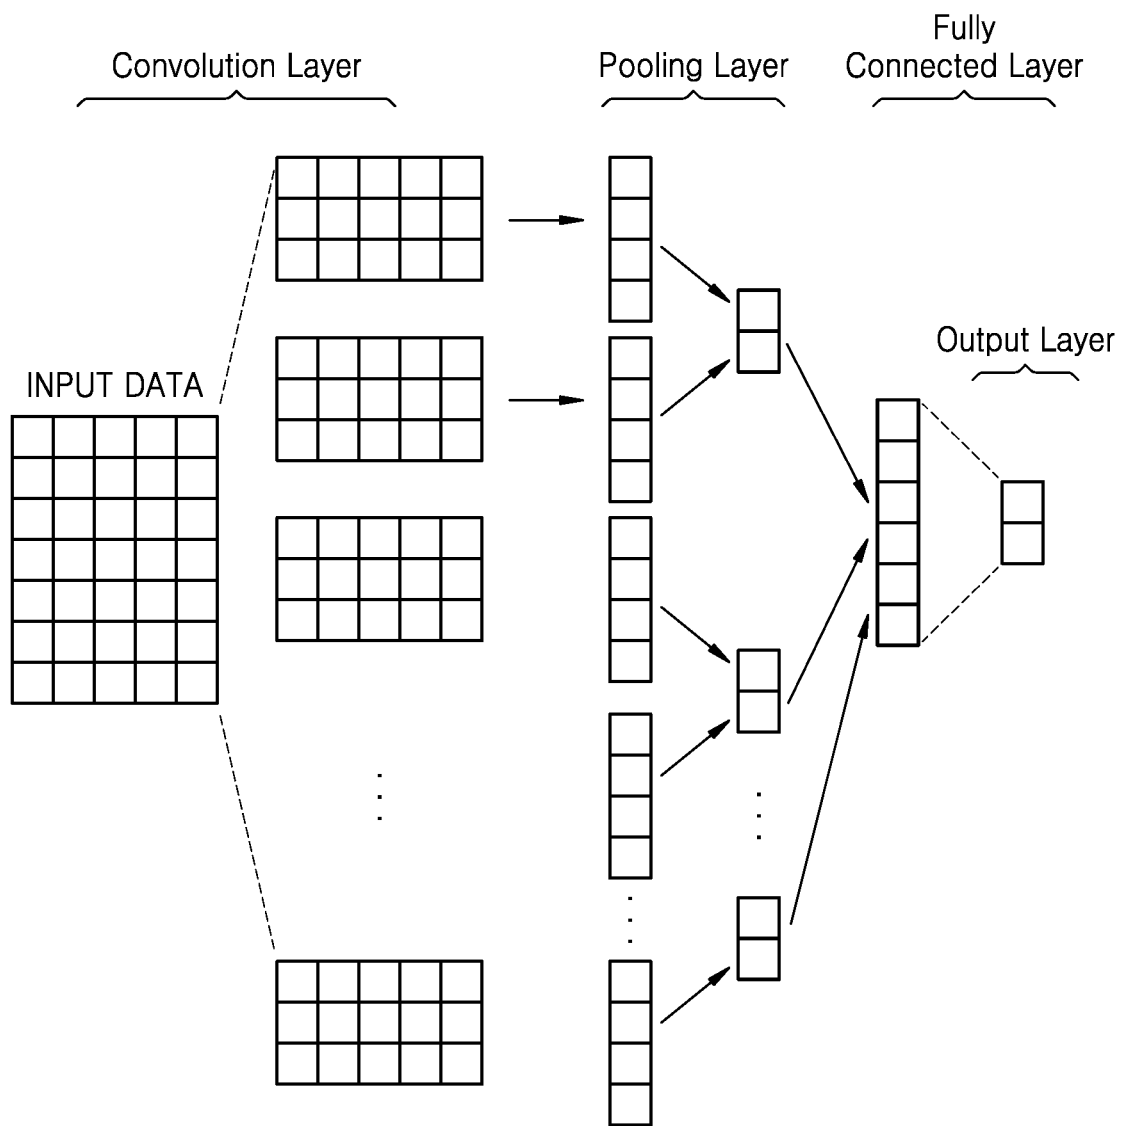 Convolution Layer
Pooling Layer
Fully
Connected Layer
Output Layer
INPUT DATA